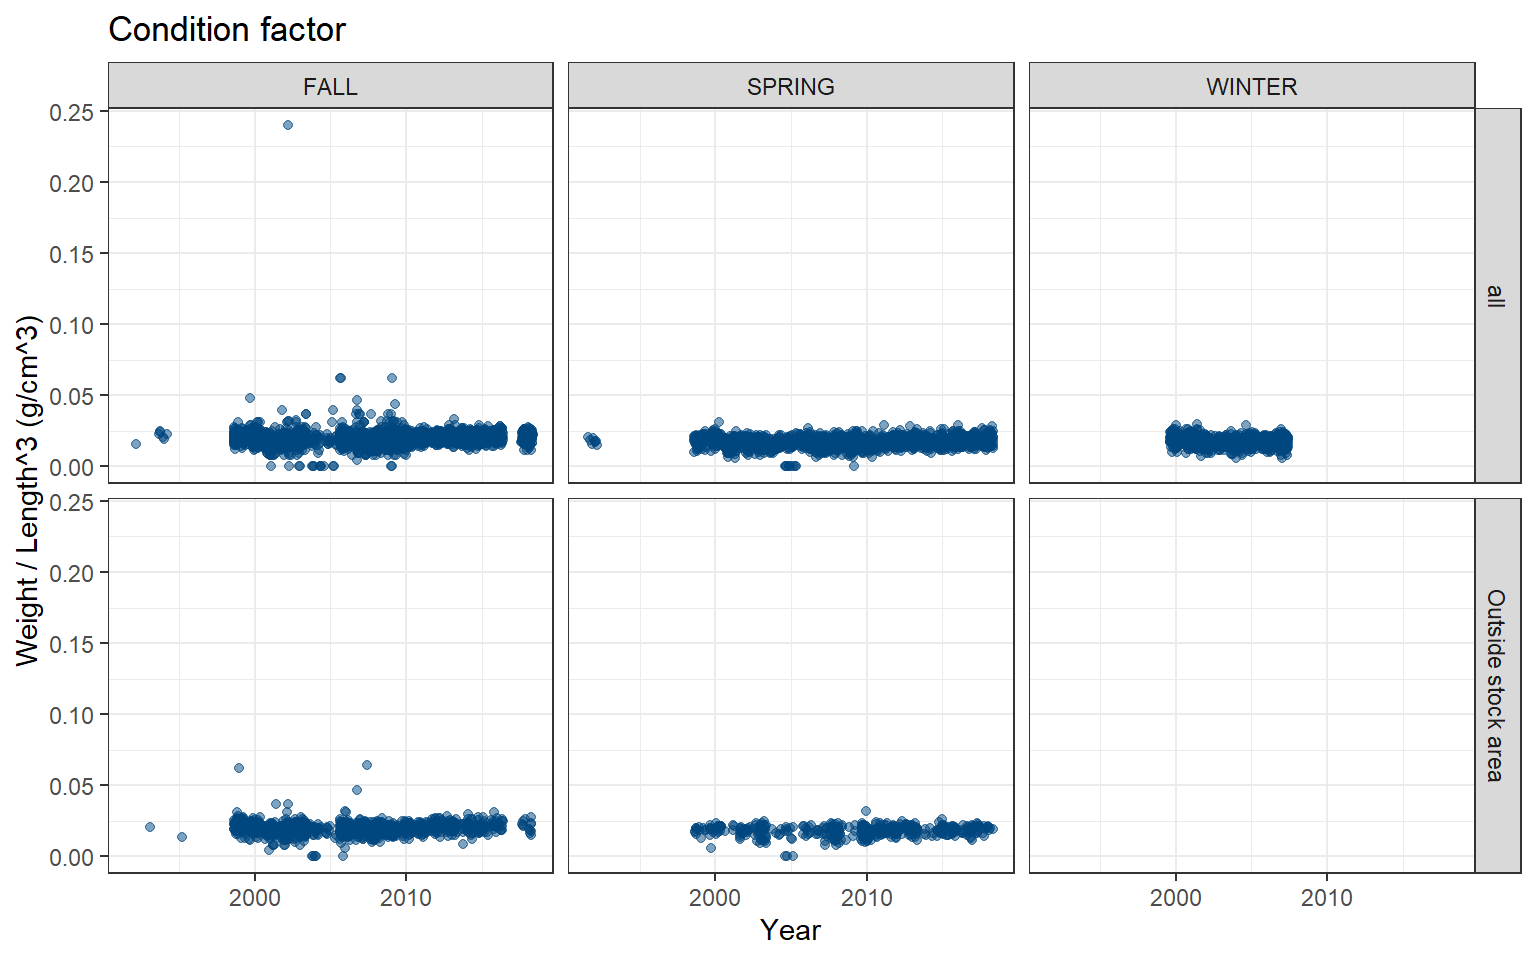 Condition factor
FALL
SPRING
WINTER
0.25
0.20
0.15
0.10
0.05
0.00
all
0.25
0.20
0.15
0.10
0.05
0.00
Outside stock area
Weight / Length^3 (g/cm^3)
2000
2010
2000
2010
2000
2010
Year